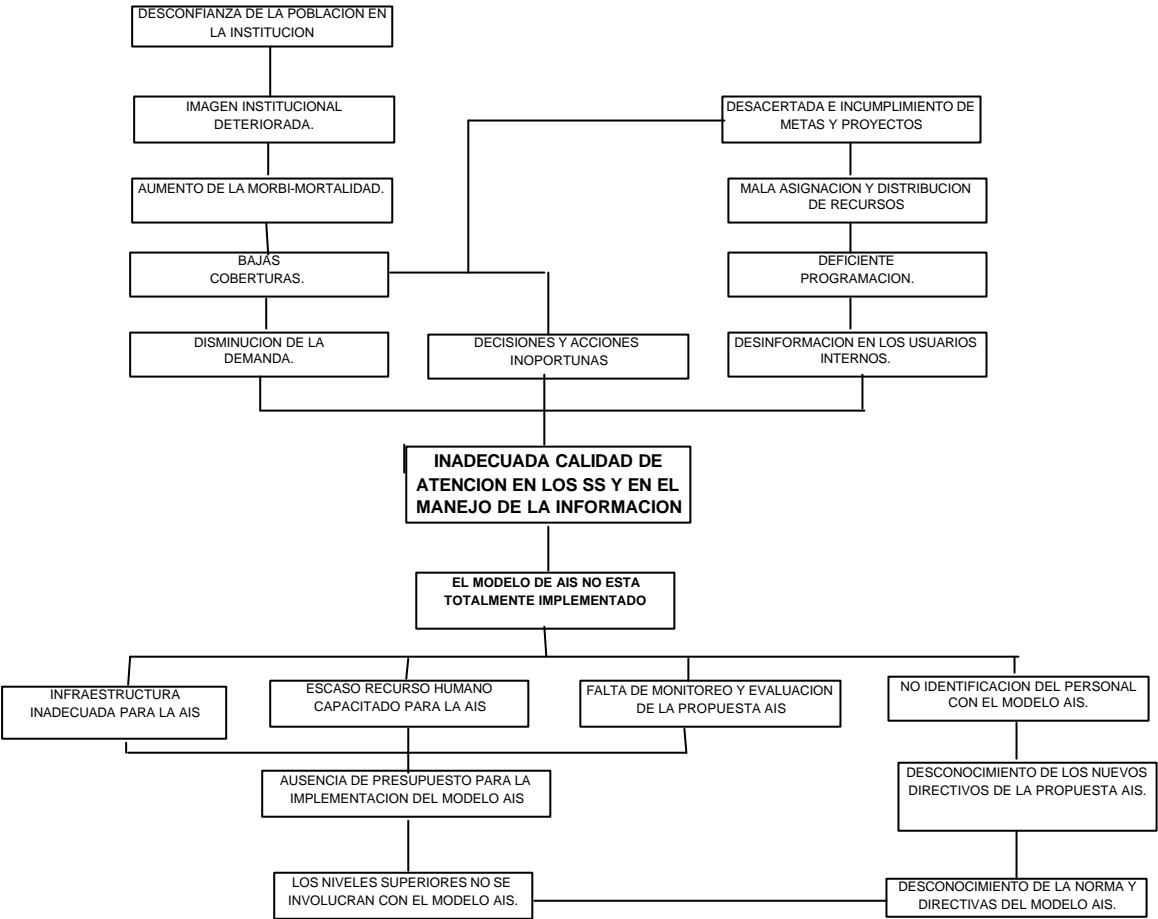 DESCONFIANZA DE LA POBLACION EN
LA INSTITUCION
IMAGEN INSTITUCIONAL
DETERIORADA.
DESACERTADA E INCUMPLIMIENTO DE
METAS Y PROYECTOS
AUMENTO DE LA MORBI-MORTALIDAD.
MALA ASIGNACION Y DISTRIBUCION
DE RECURSOS
BAJAS
COBERTURAS.
DEFICIENTE
PROGRAMACION.
DISMINUCION DE LA
DEMANDA.
DECISIONES Y ACCIONES
INOPORTUNAS
DESINFORMACION EN LOS USUARIOS
INTERNOS.
INADECUADA CALIDAD DE
ATENCION EN LOS SS Y EN EL
MANEJO DE LA INFORMACION
EL MODELO DE AIS NO ESTA
TOTALMENTE IMPLEMENTADO
INFRAESTRUCTURA
INADECUADA PARA LA AIS
ESCASO RECURSO HUMANO
CAPACITADO PARA LA AIS
FALTA DE MONITOREO Y EVALUACION
DE LA PROPUESTA AIS
NO IDENTIFICACION DEL PERSONAL
CON EL MODELO AIS.
AUSENCIA DE PRESUPUESTO PARA LA
IMPLEMENTACION DEL MODELO AIS
DESCONOCIMIENTO DE LOS NUEVOS
DIRECTIVOS DE LA PROPUESTA AIS.
LOS NIVELES SUPERIORES NO SE
INVOLUCRAN CON EL MODELO AIS.
DESCONOCIMIENTO DE LA NORMA Y
DIRECTIVAS DEL MODELO AIS.